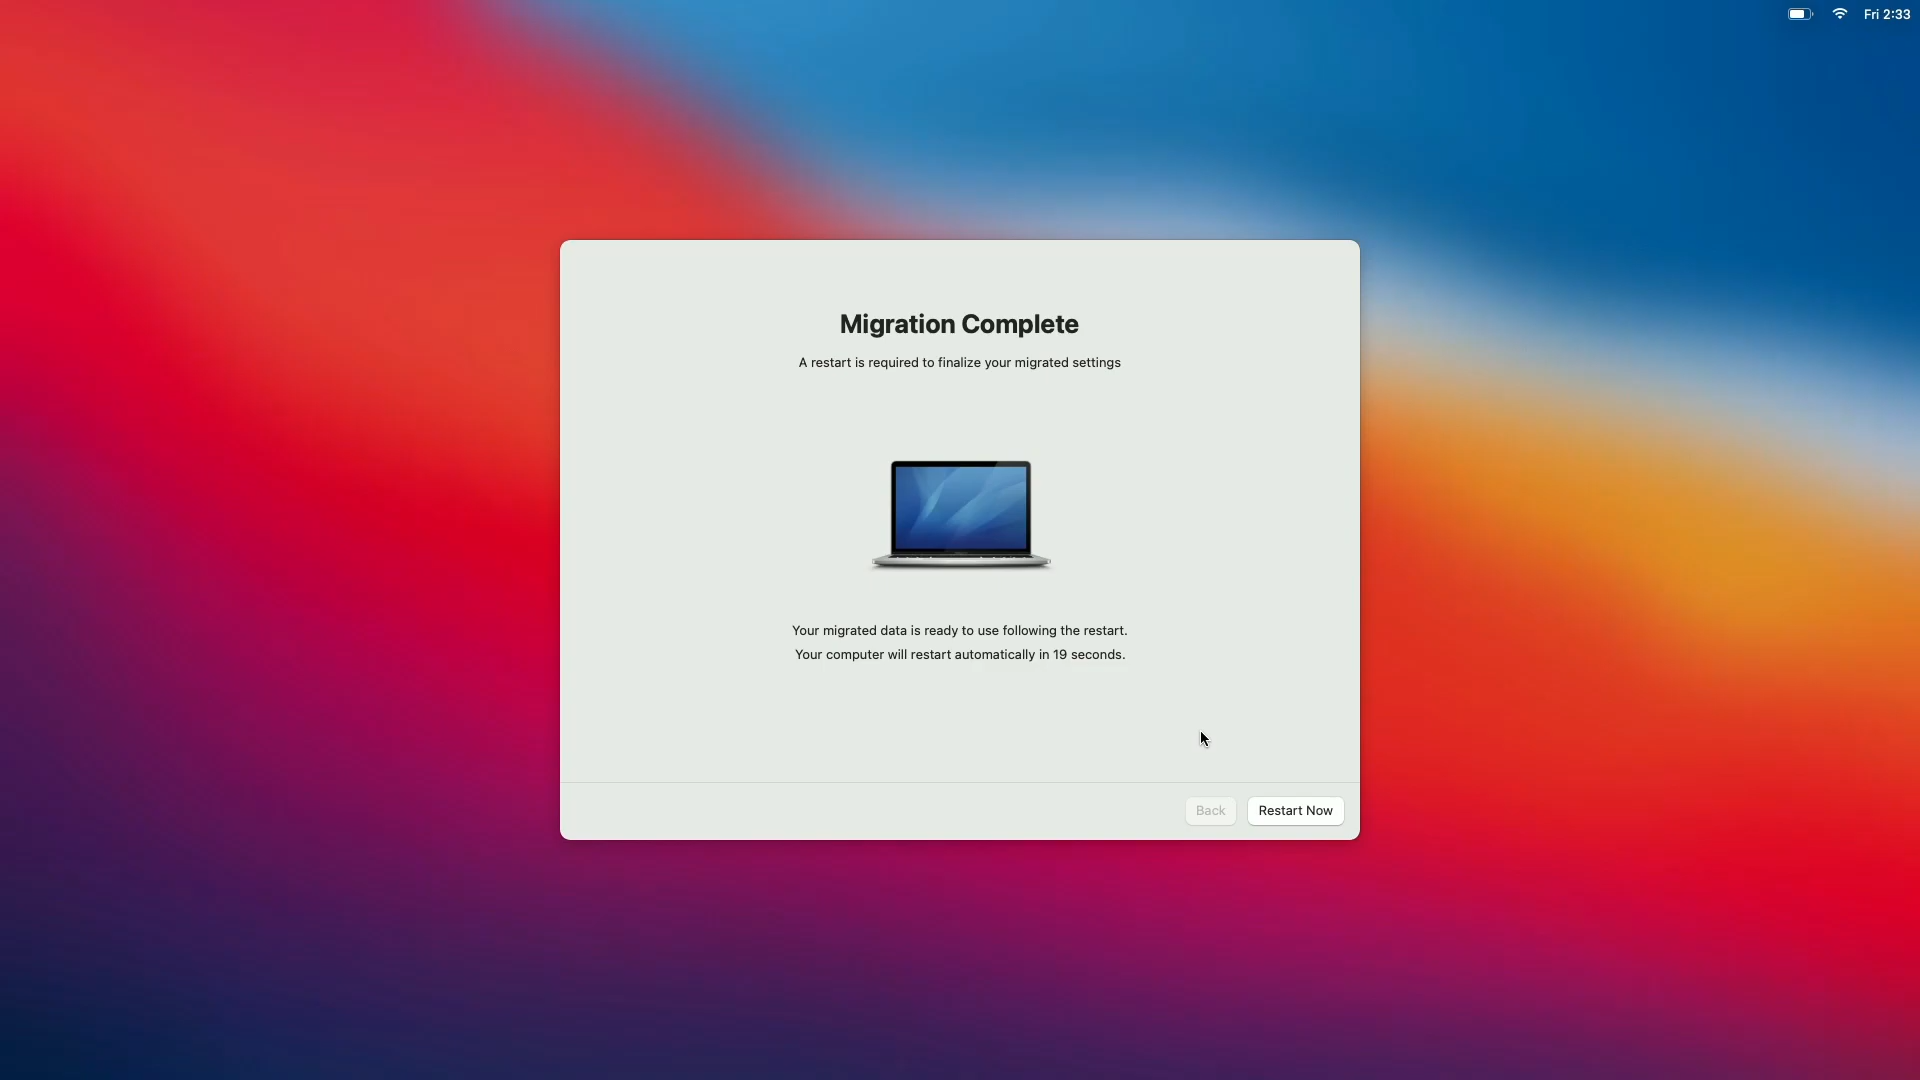 Fri 2:33
Migration Complete
A restart is required to finalize your migrated settings
Your migrated data is ready to use following the restart.
Your computer will restart automatically in 19 seconds.
Back
Restart Now